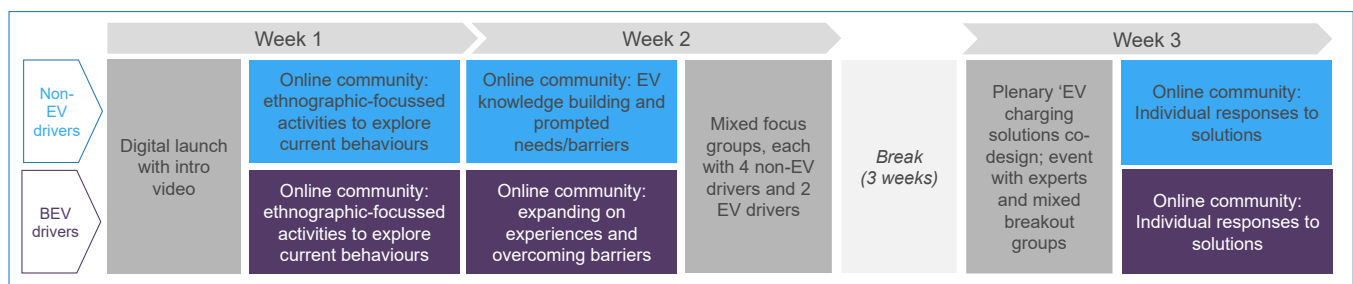 Week 1
Week 2
Week 3
Non-
EV
drivers
BEV
drivers
Digital launch
with intro
video
Online community:
ethnographic-focussed
activities to explore
current behaviours
Online community:
ethnographic-focussed
activities to explore
current behaviours
Online community: EV
knowledge building and
prompted
needs/barriers
Online community:
expanding on
experiences and
overcoming barriers
Mixed focus
groups, each
with 4 non-EV
drivers and 2
EV drivers
Break
(3 weeks)
Plenary ‘EV
charging
solutions co-
design; event
with experts
and mixed
breakout
groups
Online community:
Individual responses to
solutions
Online community:
Individual responses to
solutions